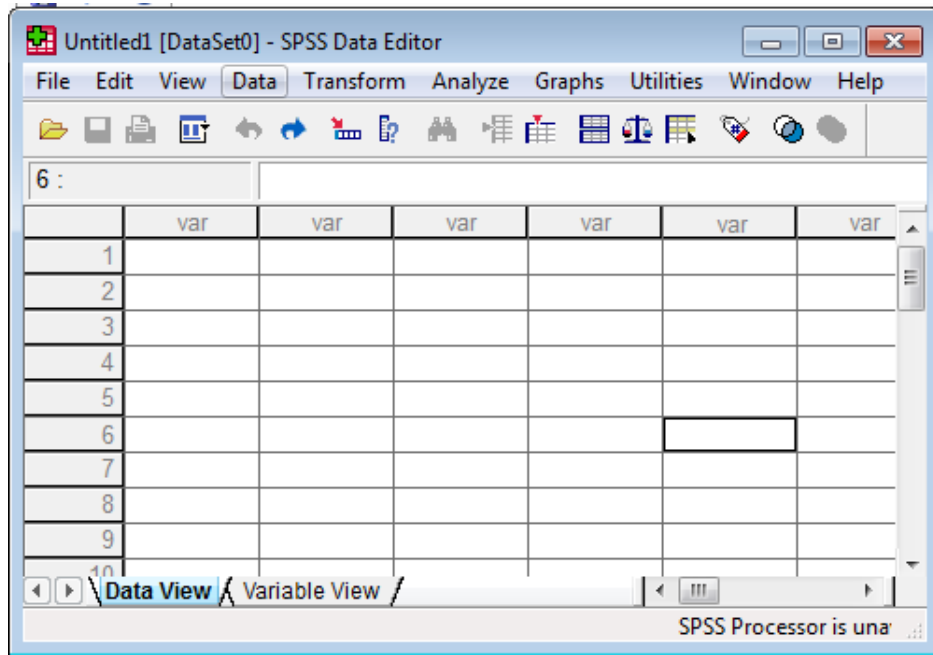 Untitled1 [DataSet0] - SPSS Data Editor
File Edit View Data Transform Analyze Graphs Utilities Window Help
6 :
var var var var var var
1
2
3
4
5
6
7
8
9
10
Data View Variable View
SPSS Processor is una